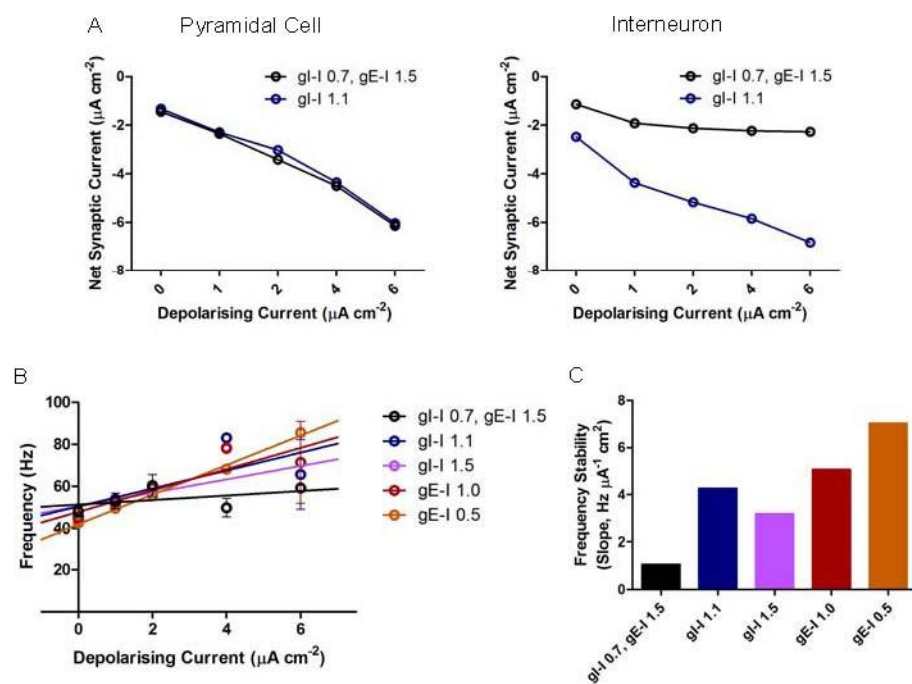 A
Pyramidal Cell
Interneuron
Net Synaptic Current (µA cm-2)
0
-2
-4
-6
-8
gI-I 0.7, gE-I 1.5
gI-I 1.1
0 1 2 4 6
Depolarising Current (µA cm-2)
Net Synaptic Current (µA cm-2)
0
-2
-4
-6
-8
gI-I 0.7, gE-I 1.5
gI-I 1.1
0 1 2 4 6
Depolarising Current (µA cm-2)
B
Frequency (Hz)
100
80
60
40
20
0 2 4 6
Depolarising Current (µA cm-2)
gI-I 0.7, gE-I 1.5
gI-I 1.1
gI-I 1.5
gE-I 1.0
gE-I 0.5
C
Frequency Stability
(Slope, Hz µA-1 cm2)
8
6
4
2
0
gI-I 0.7, gE-I 1.5
gI-I 1.1
gI-I 1.5
gE-I 1.0
gE-I 0.5